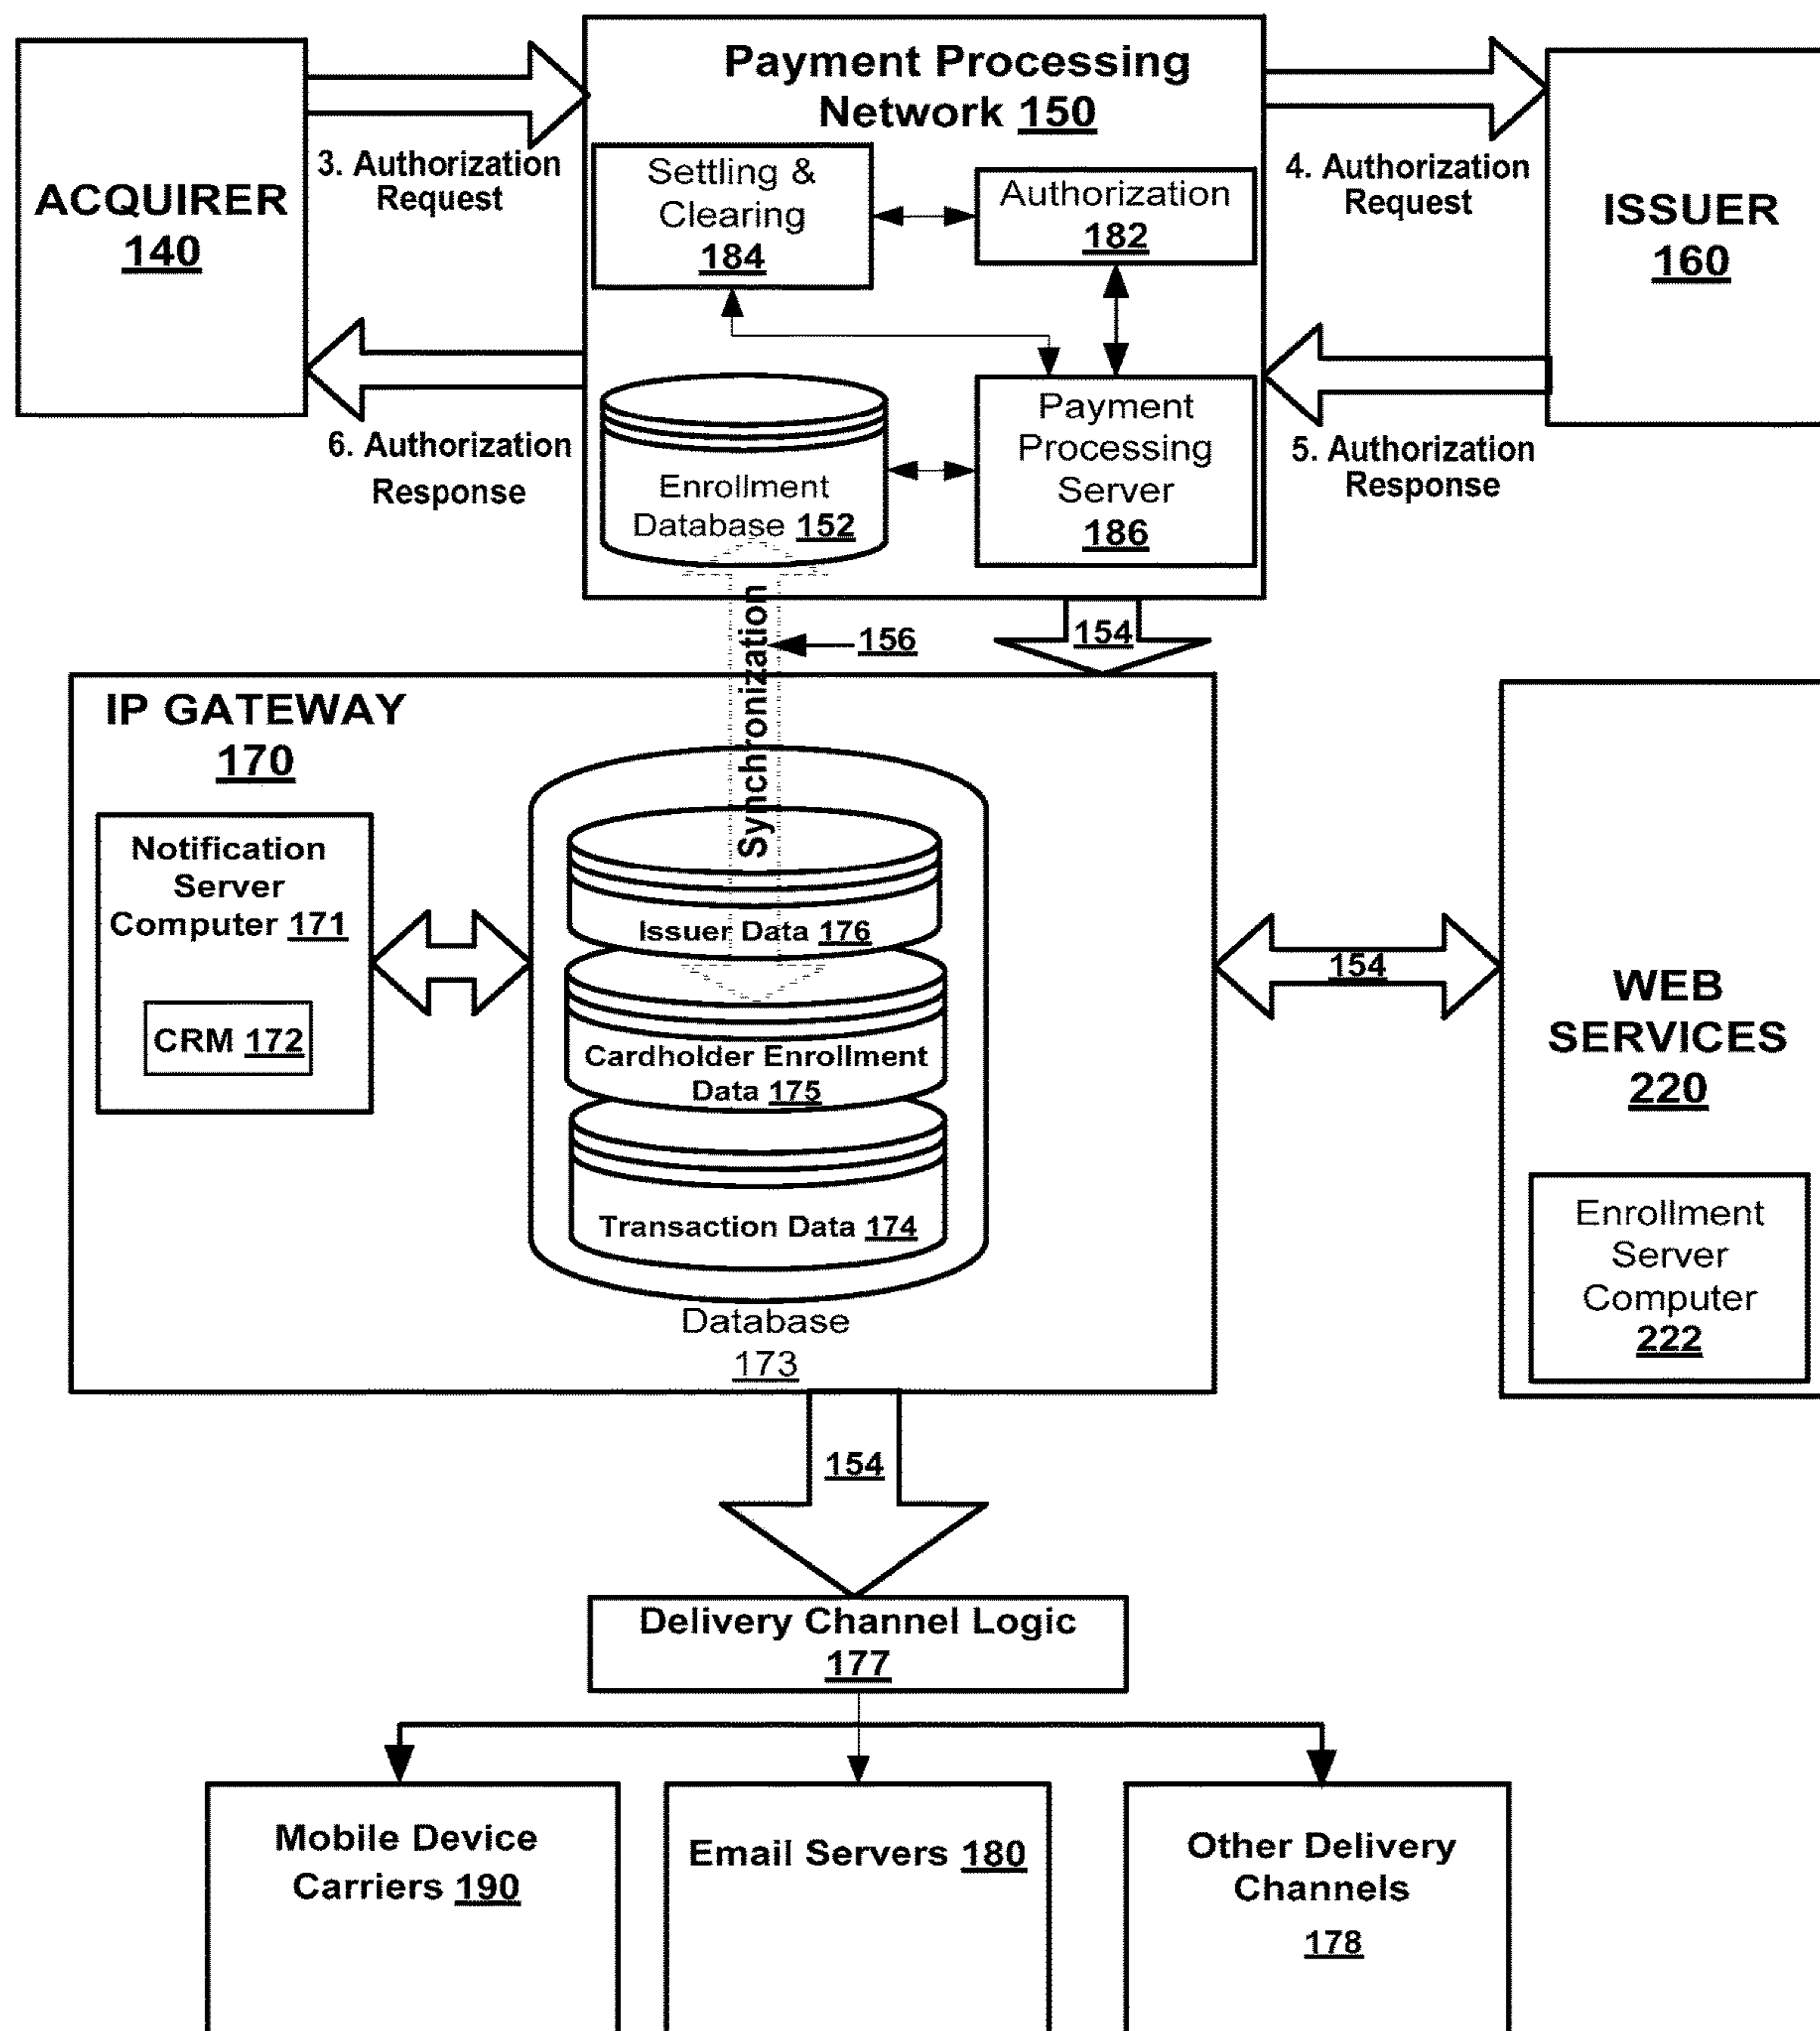 Payment Processing
Network 150
ACQUIRER
140
3. Authorization
Request
Settling &
Clearing
184
Authorization
182
4. Authorization
Request
ISSUER
160
6. Authorization
Response
Enrollment
Database 152
Payment
Processing
Server
186
5. Authorization
Response
Synchronization
156
154
IP GATEWAY
170
Notification
Server
Computer 171
CRM 172
Issuer Data 176
Cardholder Enrollment
Data 175
Transaction Data 174
Database
173
154
WEB
SERVICES
220
Enrollment
Server
Computer
222
154
Delivery Channel Logic
177
Mobile Device
Carriers 190
Email Servers 180
Other Delivery
Channels
178